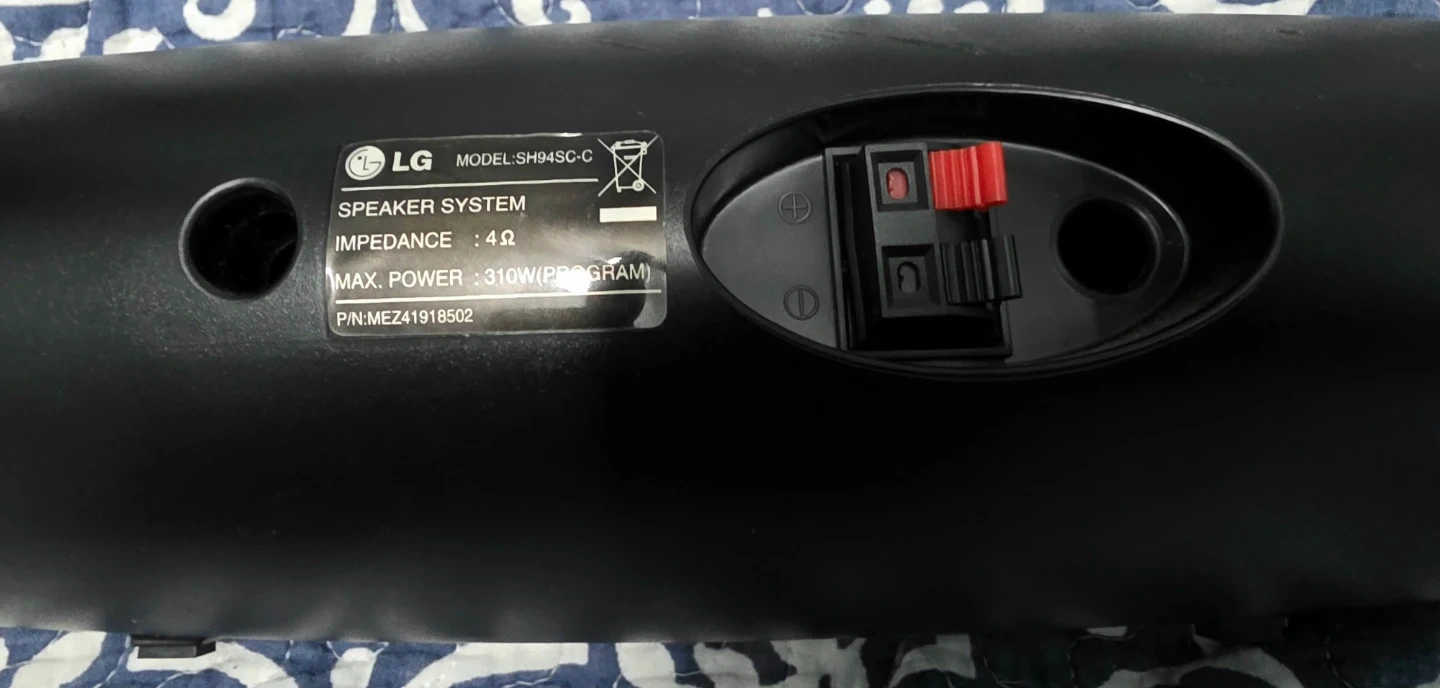 LG MODEL:SH94SC-C
SPEAKER SYSTEM
IMPEDANCE : 4Ω
MAX. POWER : 310W(PROGRAM)
P/N:MEZ41918502
+
−